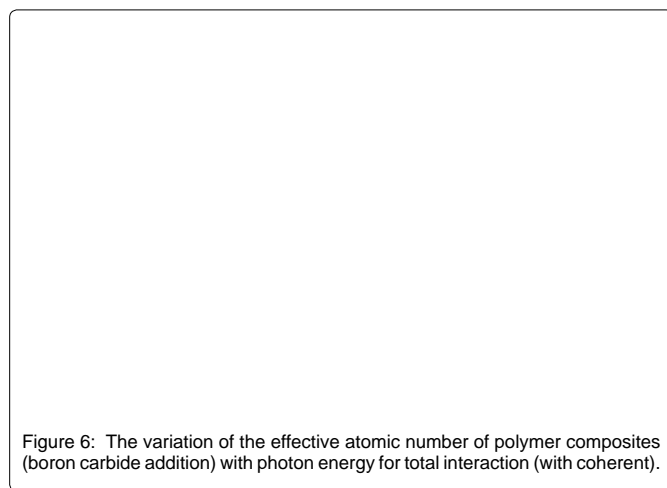 Figure 6: The variation of the effective atomic number of polymer composites
(boron carbide addition) with photon energy for total interaction (with coherent).